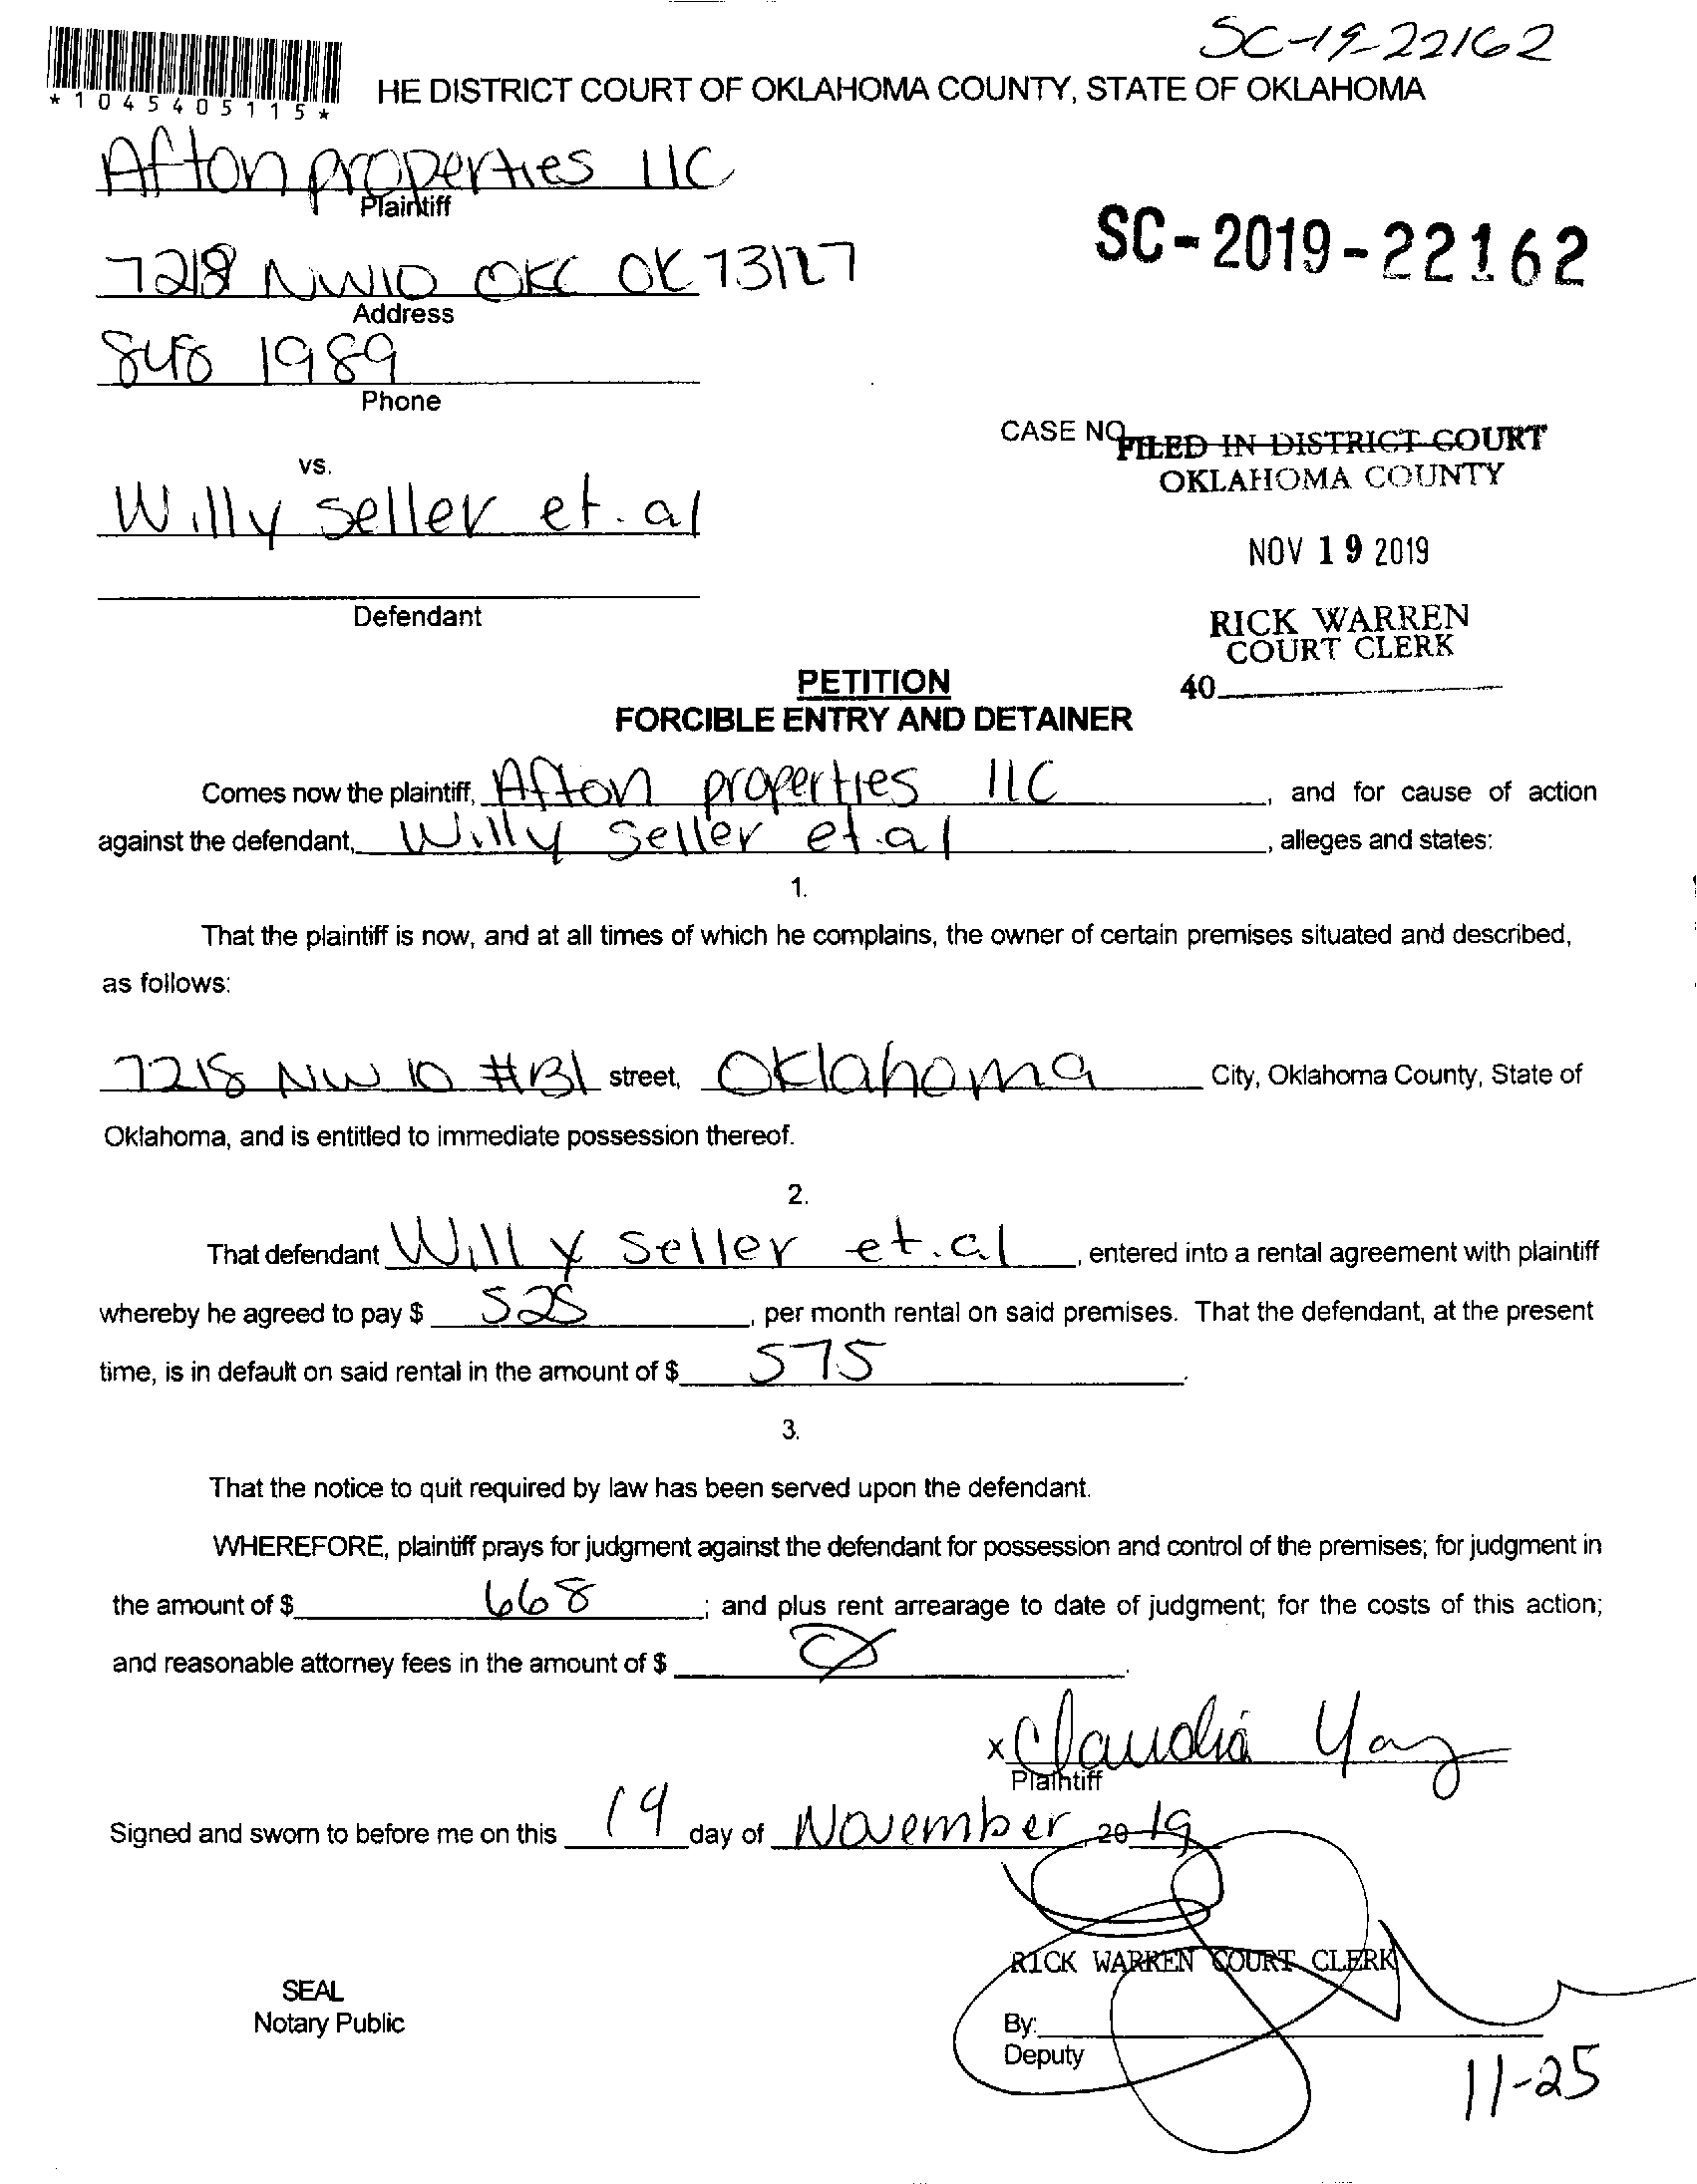 SC-19-22162
*1045405115*
HE DISTRICT COURT OF OKLAHOMA COUNTY, STATE OF OKLAHOMA
Afton properties llC
Plaintiff
SC-2019-22162
7218 NW10 OKC OK 73127
Address
848 1989
Phone
CASE NO.
FILED IN DISTRICT COURT
OKLAHOMA COUNTY
vs.
Willy seller et. al
NOV 19 2019
Defendant
RICK WARREN
COURT CLERK
40
PETITION
FORCIBLE ENTRY AND DETAINER
Comes now the plaintiff, Afton properties llC, and for cause of action
against the defendant, Willy seller et.al, alleges and states:
1.
That the plaintiff is now, and at all times of which he complains, the owner of certain premises situated and described,
as follows:
7218 NW 10 #B1 street, Oklahoma City, Oklahoma County, State of
Oklahoma, and is entitled to immediate possession thereof.
2.
That defendant Willy seller et.al, entered into a rental agreement with plaintiff
whereby he agreed to pay $ 525, per month rental on said premises. That the defendant, at the present
time, is in default on said rental in the amount of $ 575.
3.
That the notice to quit required by law has been served upon the defendant.
WHEREFORE, plaintiff prays for judgment against the defendant for possession and control of the premises; for judgment in
the amount of $ 668; and plus rent arrearage to date of judgment; for the costs of this action;
and reasonable attorney fees in the amount of $
x Claudia
Plaintiff
Signed and sworn to before me on this 19 day of November, 2019
RICK WARREN COURT CLERK
SEAL
Notary Public
By:
Deputy
11-25